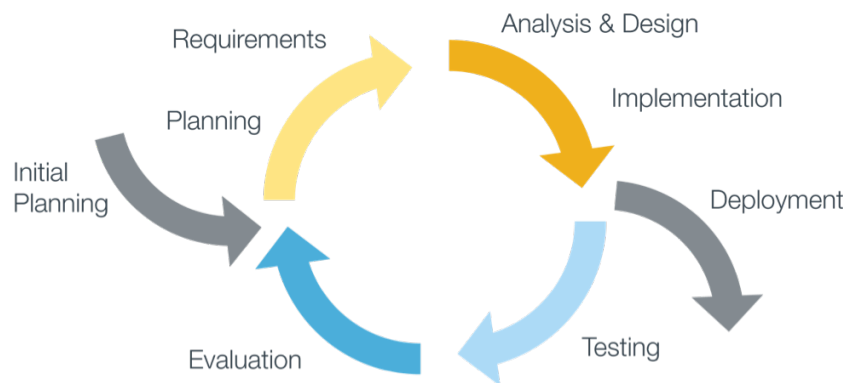 Requirements
Analysis & Design
Planning
Implementation
Initial
Planning
Deployment
Evaluation
Testing